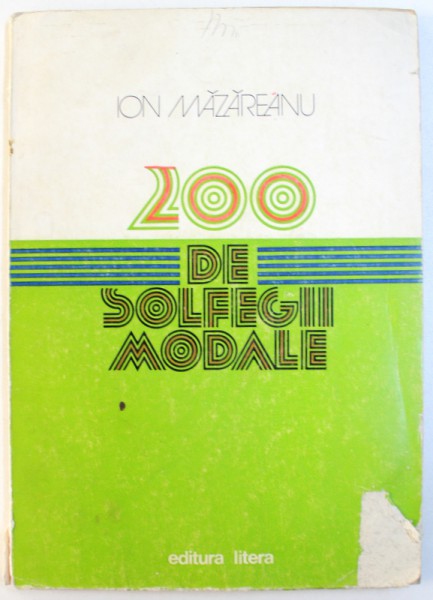 ION MĂZĂREANU
200
DE
SOLFEGII
MODALE
editura litera